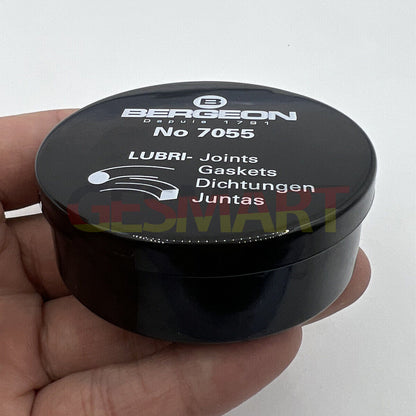 B
BERGEON
Depuis 1791
No 7055
LUBRI- Joints
Gaskets
Dichtungen
Juntas
GESMART